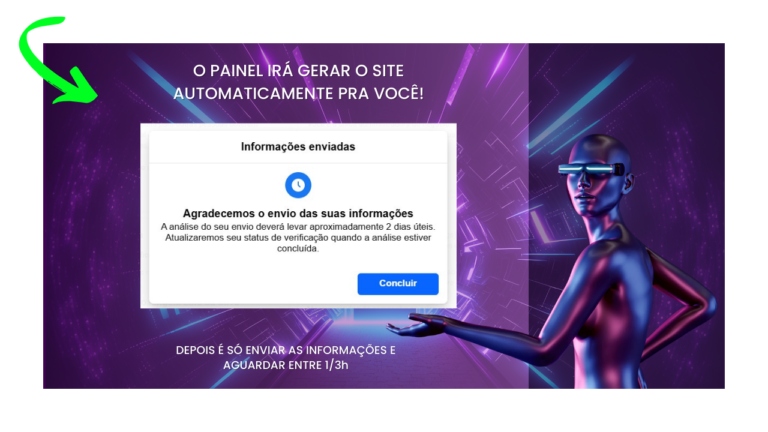 O PAINEL IRÁ GERAR O SITE
AUTOMATICAMENTE PRA VOCÊ!
Informações enviadas
Agradecemos o envio das suas informações
A análise do seu envio deverá levar aproximadamente 2 dias úteis.
Atualizaremos seu status de verificação quando a análise estiver
concluída.
Concluir
DEPOIS É SÓ ENVIAR AS INFORMAÇÕES E
AGUARDAR ENTRE 1/3h